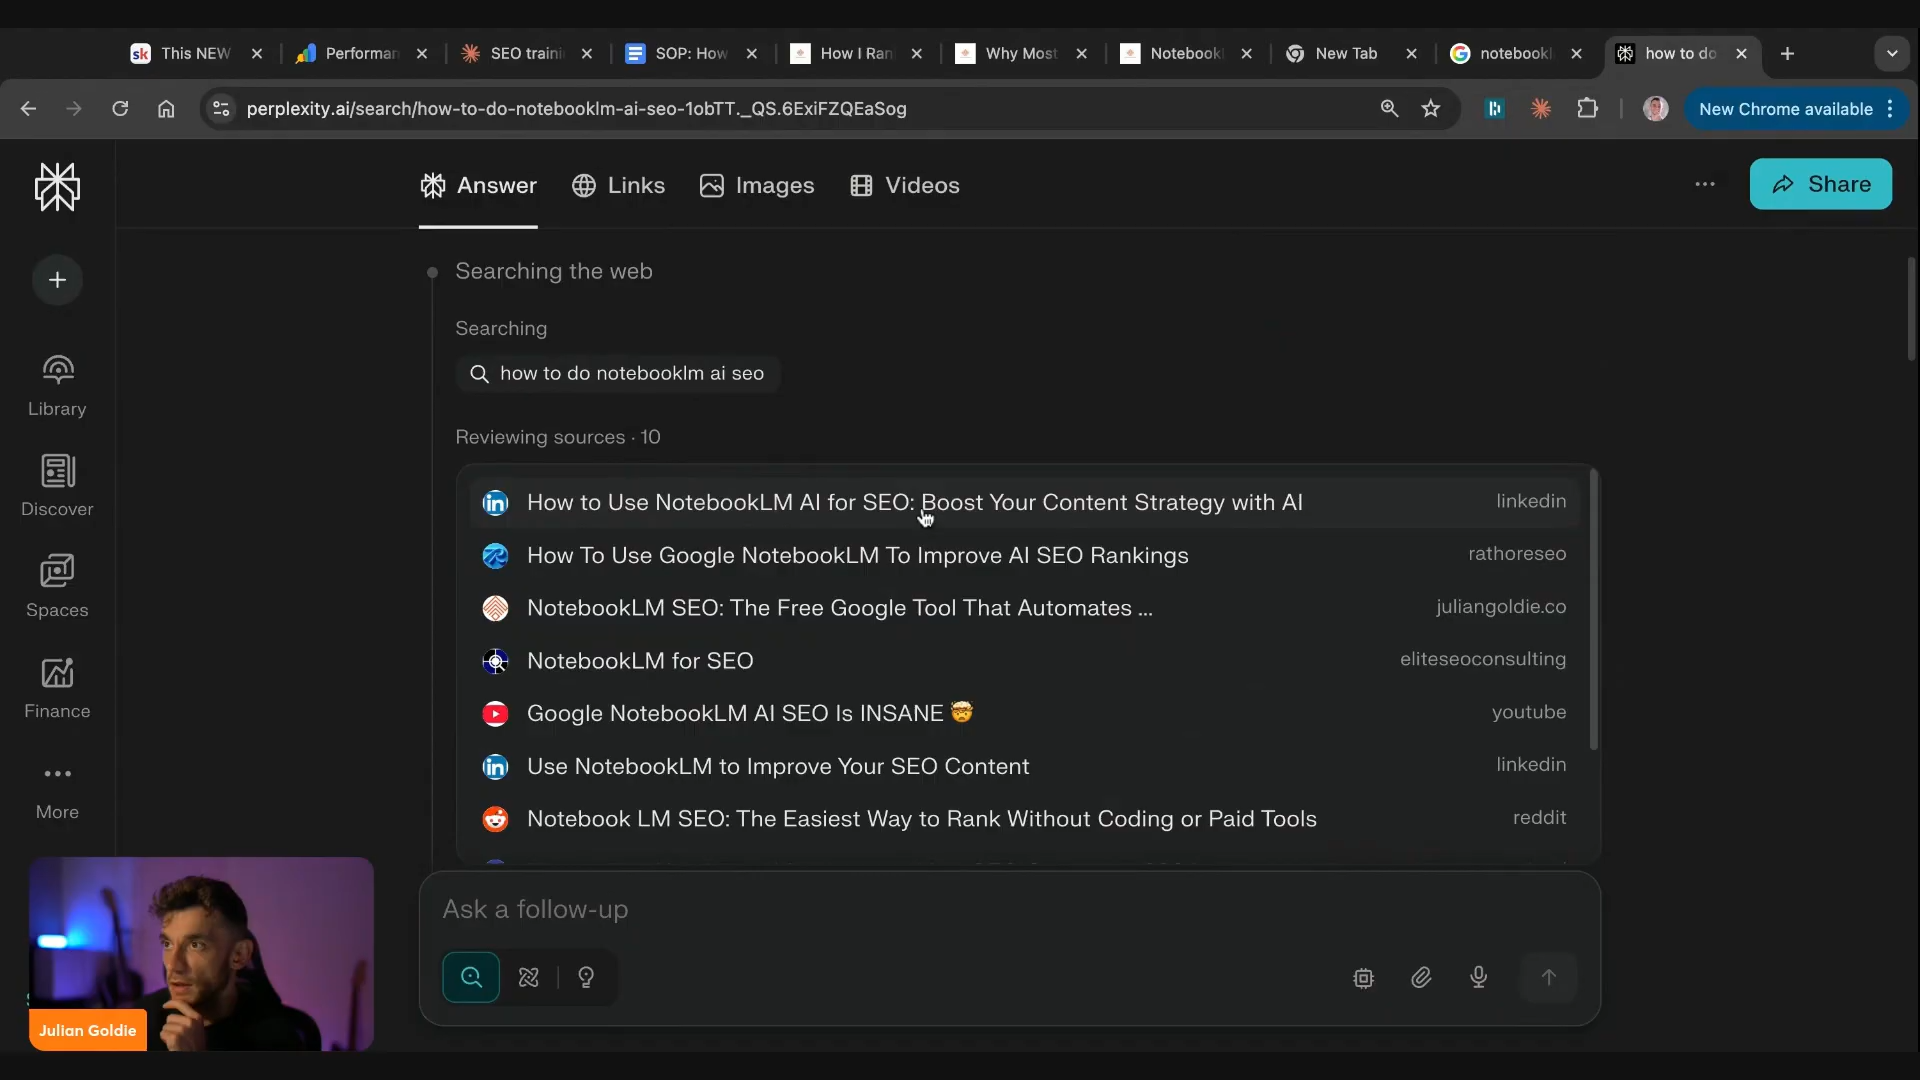 This NEW
Performan
SEO traini
SOP: How
How I Ran
Why Most
Notebook
New Tab
notebookl
how to do
perplexity.ai/search/how-to-do-notebooklm-ai-seo-1obTT._QS.6ExiFZQEaSog
New Chrome available
Answer
Links
Images
Videos
Share
Library
Discover
Spaces
Finance
More
Searching the web
Searching
how to do notebooklm ai seo
Reviewing sources · 10
How to Use NotebookLM AI for SEO: Boost Your Content Strategy with AI linkedin
How To Use Google NotebookLM To Improve AI SEO Rankings rathoreseo
NotebookLM SEO: The Free Google Tool That Automates ... juliangoldie.co
NotebookLM for SEO eliteseoconsulting
Google NotebookLM AI SEO Is INSANE 🤯 youtube
Use NotebookLM to Improve Your SEO Content linkedin
Notebook LM SEO: The Easiest Way to Rank Without Coding or Paid Tools reddit
Ask a follow-up
Julian Goldie